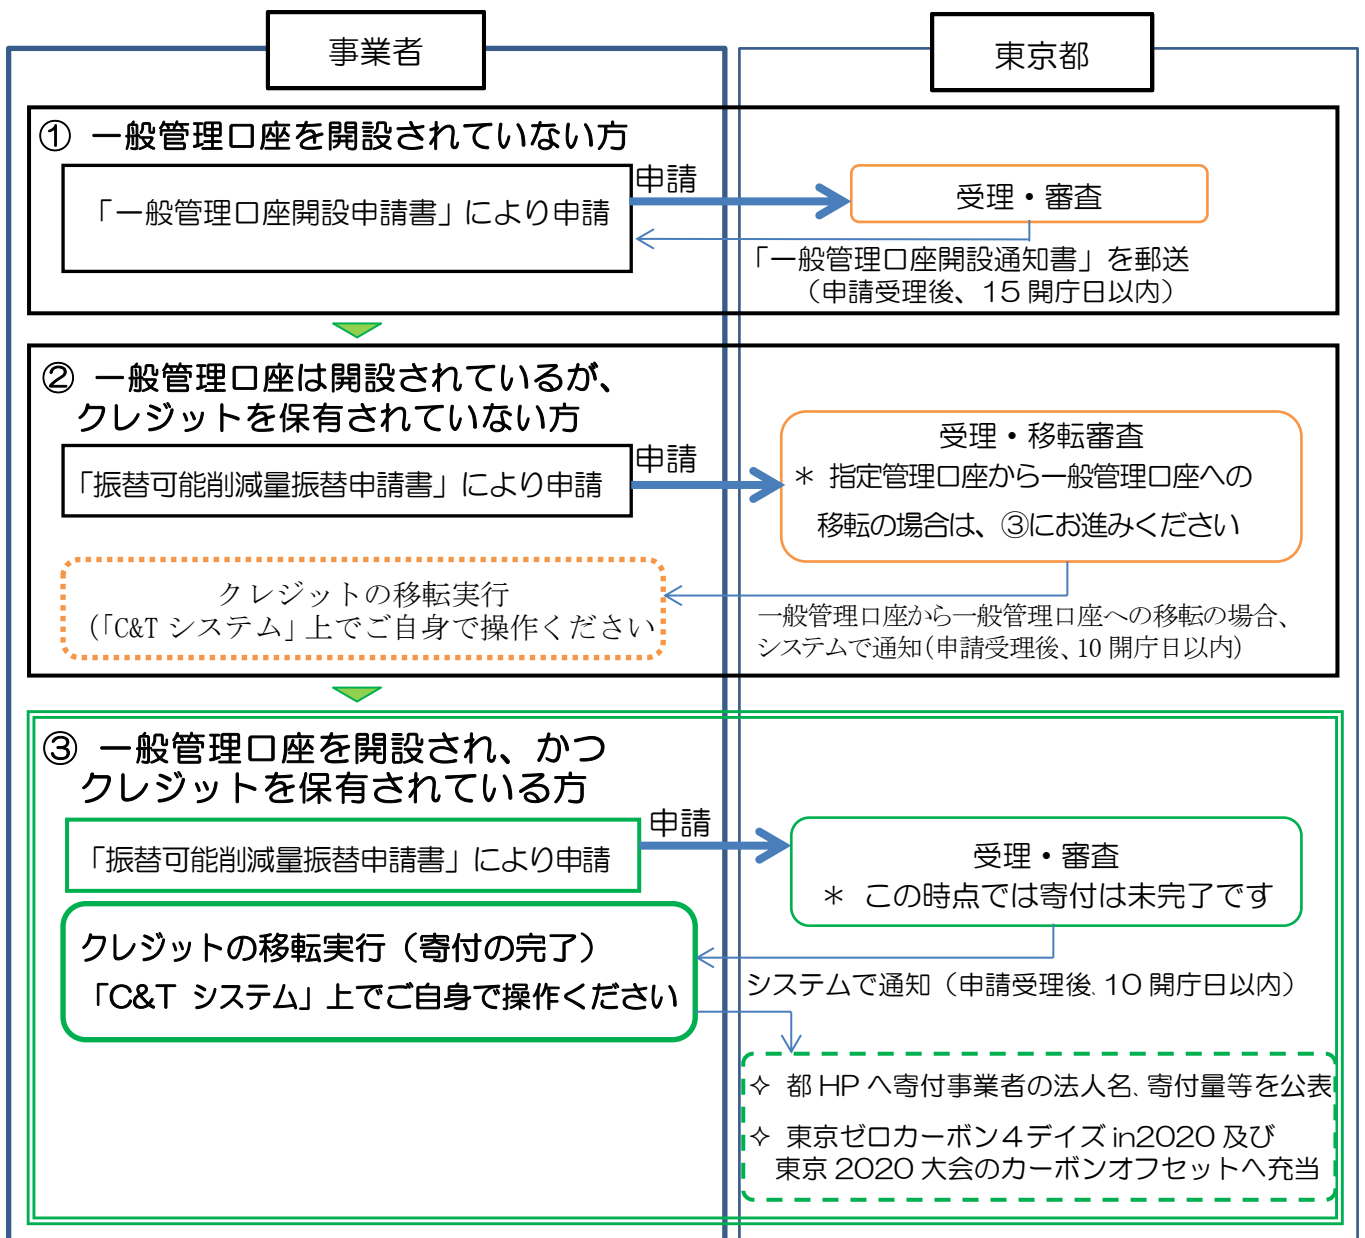 事業者
東京都
① 一般管理口座を開設されていない方
「一般管理口座開設申請書」により申請
申請
受理・審査
「一般管理口座開設通知書」を郵送
（申請受理後、15 開庁日以内）
② 一般管理口座は開設されているが、
クレジットを保有されていない方
「振替可能削減量振替申請書」により申請
申請
受理・移転審査
＊ 指定管理口座から一般管理口座への
移転の場合は、③にお進みください
クレジットの移転実行
（「C&T システム」上でご自身で操作ください
一般管理口座から一般管理口座への移転の場合、
システムで通知（申請受理後、10 開庁日以内）
③ 一般管理口座を開設され、かつ
クレジットを保有されている方
「振替可能削減量振替申請書」により申請
申請
受理・審査
＊ この時点では寄付は未完了です
クレジットの移転実行（寄付の完了）
「C&T システム」上でご自身で操作ください
システムで通知（申請受理後、10 開庁日以内）
✧ 都 HP へ寄付事業者の法人名、寄付量等を公表
✧ 東京ゼロカーボン４デイズ in2020 及び
東京 2020 大会のカーボンオフセットへ充当